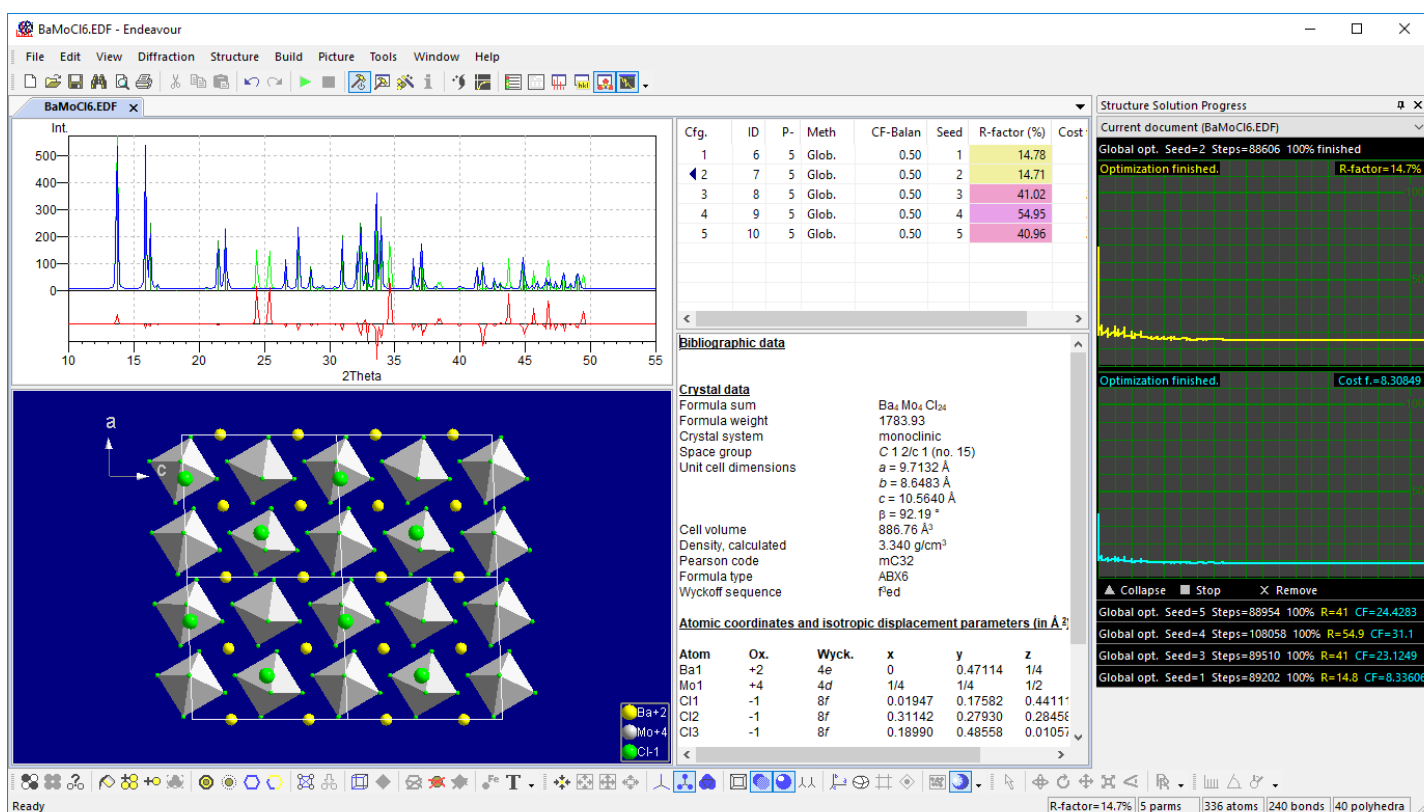 BaMoCl6.EDF - Endeavour
File Edit View Diffraction Structure Build Picture Tools Window Help
BaMoCl6.EDF x
Int.
500
400
300
200
100
0
10 15 20 25 30 35 40 45 50 55
2Theta
a
c
Ba+2
Mo+4
Cl-1
Cfg. ID P- Meth CF-Balan Seed R-factor (%) Cost
1 6 5 Glob. 0.50 1 14.78
2 7 5 Glob. 0.50 2 14.71
3 8 5 Glob. 0.50 3 41.02
4 9 5 Glob. 0.50 4 54.95
5 10 5 Glob. 0.50 5 40.96
Bibliographic data
Crystal data
Formula sum Ba₄ Mo₄ Cl₂₄
Formula weight 1783.93
Crystal system monoclinic
Space group C 1 2/c 1 (no. 15)
Unit cell dimensions a = 9.7132 Å
b = 8.6483 Å
c = 10.5640 Å
β = 92.19 °
Cell volume 886.76 Å³
Density, calculated 3.340 g/cm³
Pearson code mC32
Formula type ABX6
Wyckoff sequence f³ed
Atomic coordinates and isotropic displacement parameters (in Å²)
Atom Ox. Wyck. x y z
Ba1 +2 4e 0 0.47114 1/4
Mo1 +4 4d 1/4 1/4 1/2
Cl1 -1 8f 0.01947 0.17582 0.44111
Cl2 -1 8f 0.31142 0.27930 0.28458
Cl3 -1 8f 0.18990 0.48558 0.01057
Structure Solution Progress
Current document (BaMoCl6.EDF)
Global opt. Seed=2 Steps=88606 100% finished
Optimization finished. R-factor=14.7%
Optimization finished. Cost f.=8.30849
Collapse Stop Remove
Global opt. Seed=5 Steps=88954 100% R=41 CF=24.4283
Global opt. Seed=4 Steps=108058 100% R=54.9 CF=31.1
Global opt. Seed=3 Steps=89510 100% R=41 CF=23.1249
Global opt. Seed=1 Steps=89202 100% R=14.8 CF=8.33606
Ready
R-factor=14.7% 5 parms 336 atoms 240 bonds 40 polyhedra